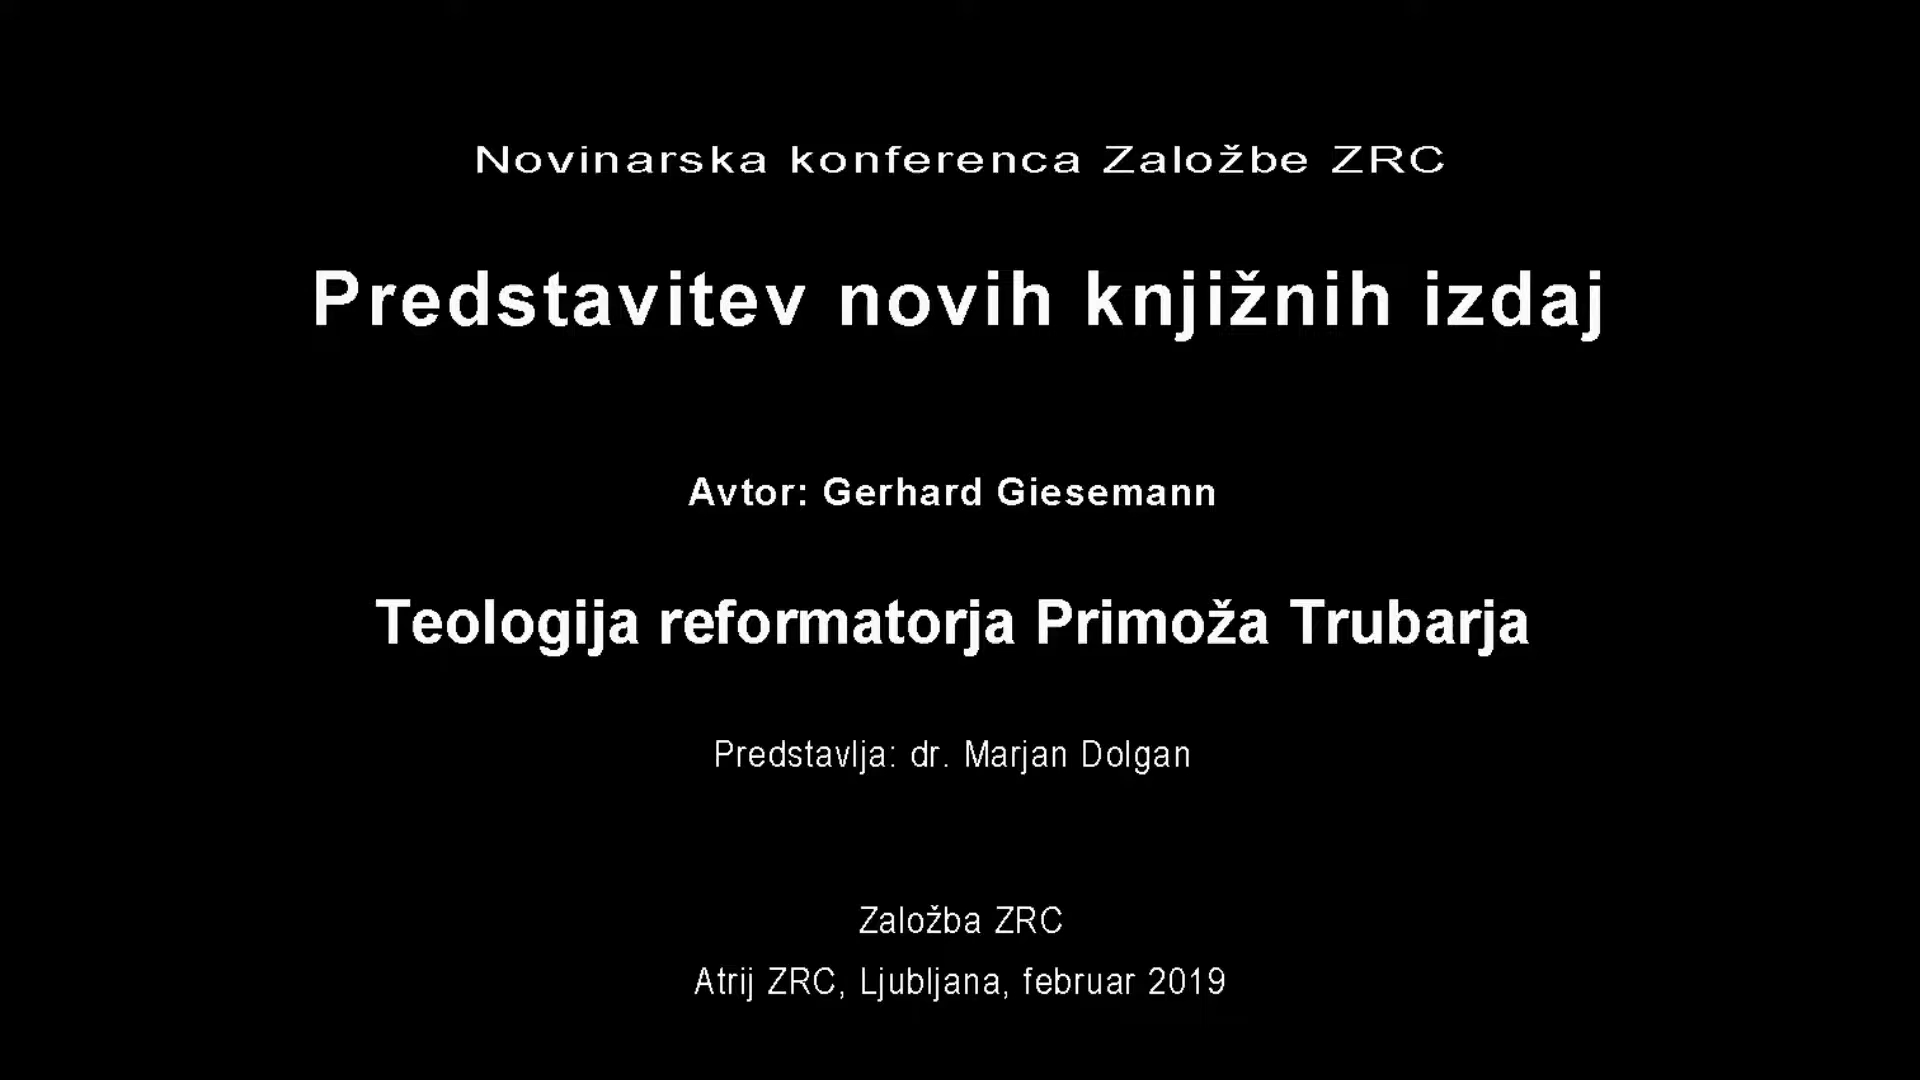 Novinarska konferenca Založbe ZRC
Predstavitev novih knjižnih izdaj
Avtor: Gerhard Giesemann
Teologija reformatorja Primoža Trubarja
Predstavlja: dr. Marjan Dolgan
Založba ZRC
Atrij ZRC, Ljubljana, februar 2019